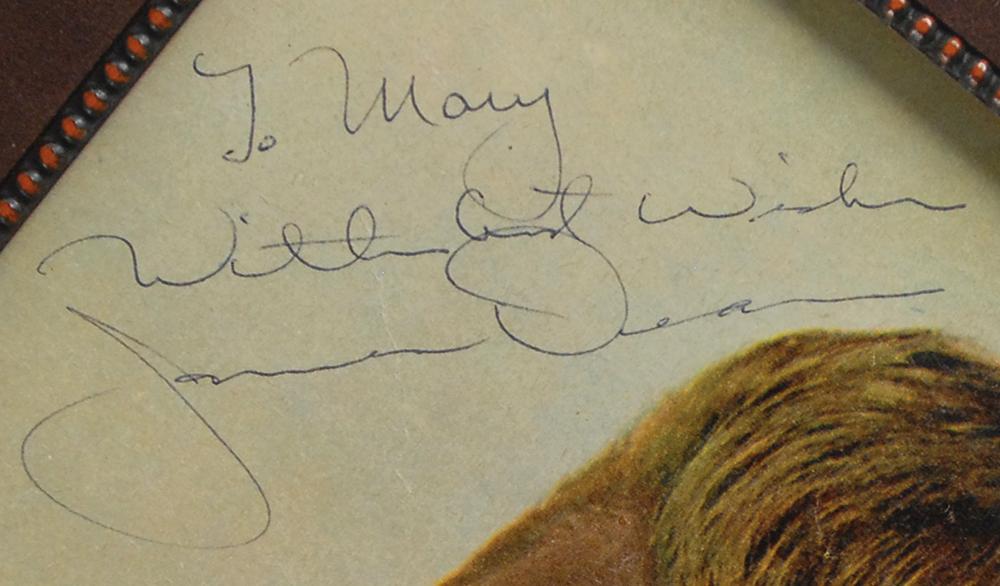 To Mary
With Best Wishes
James Dean